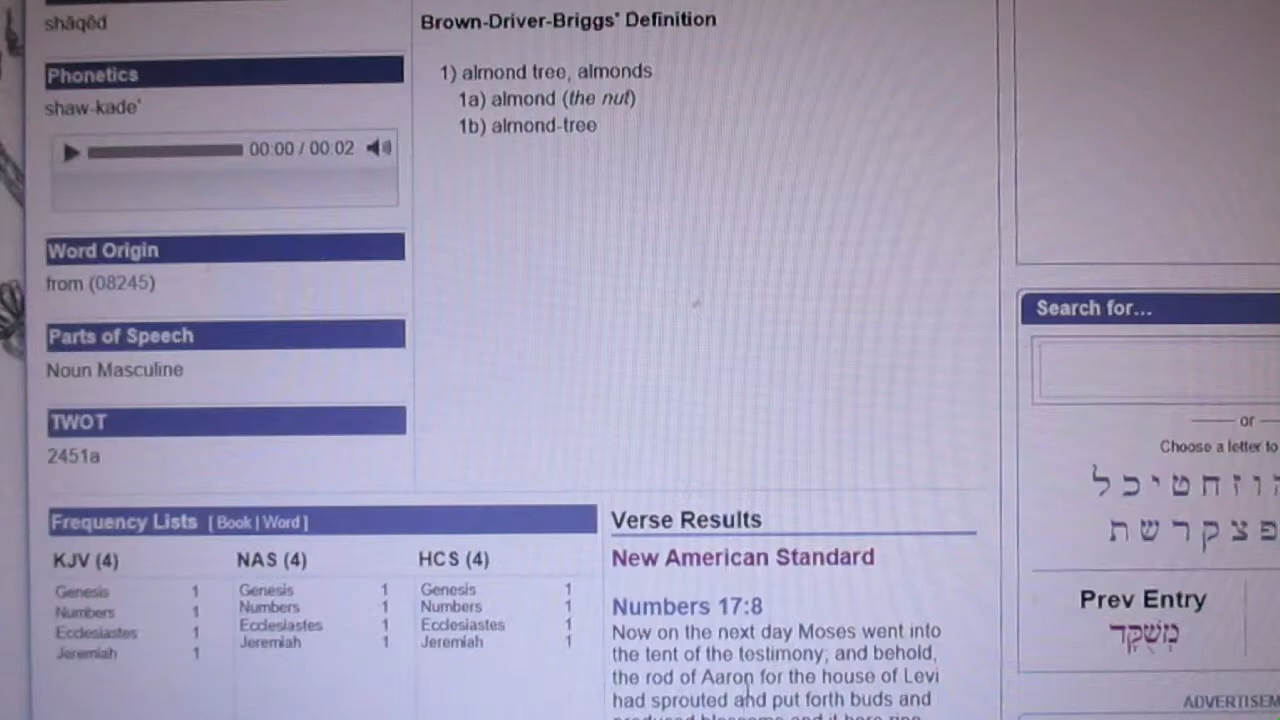 shâqêd
Phonetics
shaw-kade'
00:00 / 00:02
Word Origin
from (08245)
Parts of Speech
Noun Masculine
TWOT
2451a
Brown-Driver-Briggs' Definition
1) almond tree, almonds
1a) almond (the nut)
1b) almond-tree
Frequency Lists [ Book | Word ]
KJV (4) NAS (4) HCS (4)
Genesis 1 Genesis 1 Genesis 1
Numbers 1 Numbers 1 Numbers 1
Ecclesiastes 1 Ecclesiastes 1 Ecclesiastes 1
Jeremiah 1 Jeremiah 1 Jeremiah 1
Verse Results
New American Standard
Numbers 17:8
Now on the next day Moses went into
the tent of the testimony; and behold,
the rod of Aaron for the house of Levi
had sprouted and put forth buds and
Search for...
or
Choose a letter to
ו ז ח ט י כ ל
פ צ ק ר ש ת
Prev Entry
מְשֻׁקָּד
ADVERTISEM